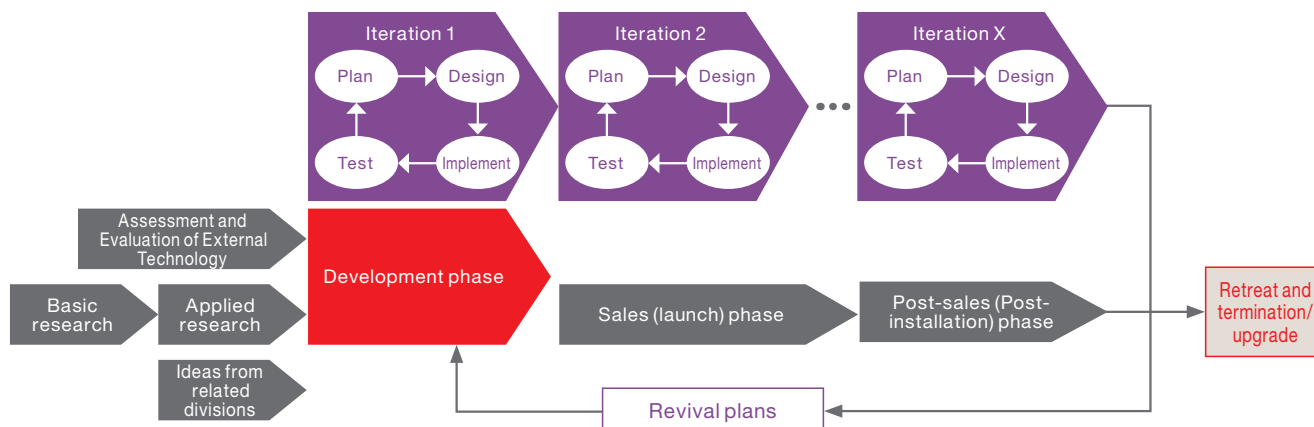 Iteration 1
Plan
Design
Test
Implement
Iteration 2
Plan
Design
Test
Implement
Iteration X
Plan
Design
Test
Implement
Assessment and
Evaluation of External
Technology
Basic
research
Applied
research
Ideas from
related
divisions
Development phase
Sales (launch) phase
Post-sales (Post-
installation) phase
Retreat and
termination/
upgrade
Revival plans